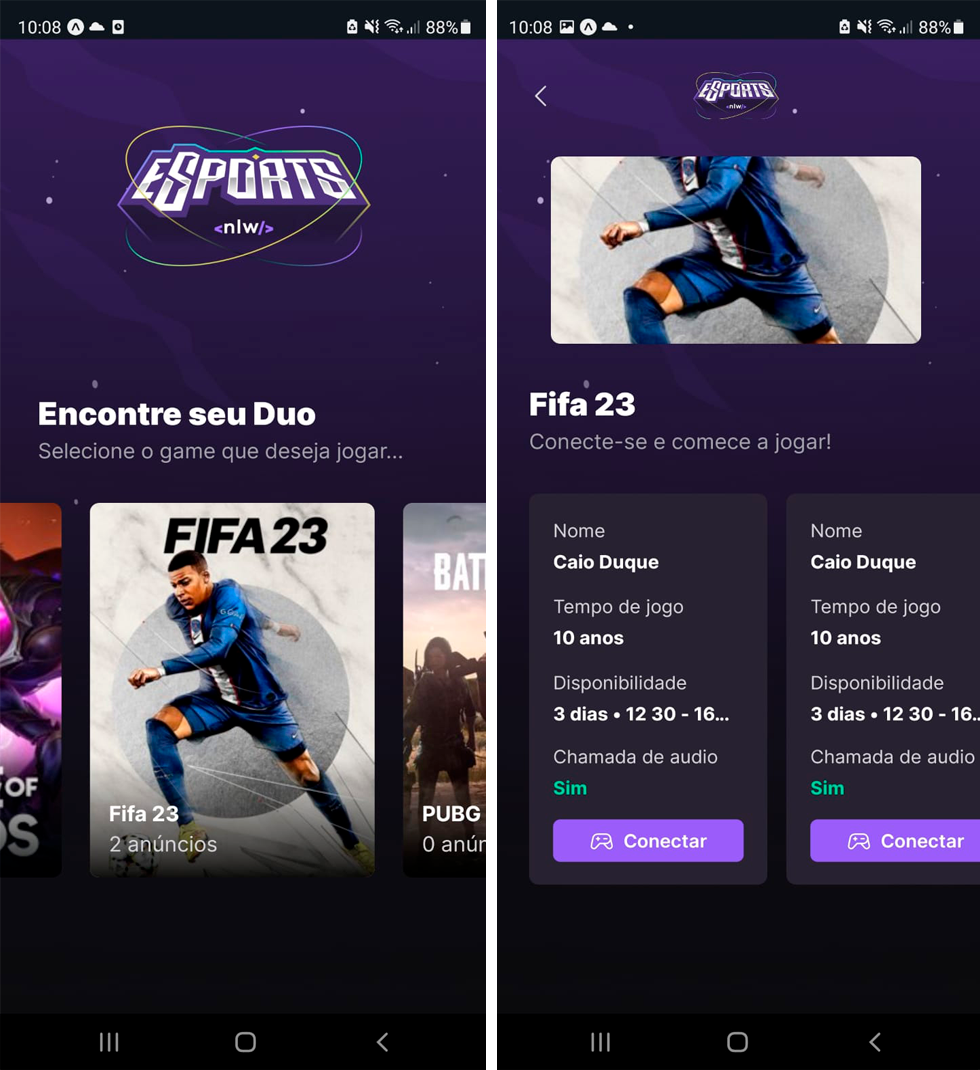 10:08
88%
ESPORTS
<nlw/>
Encontre seu Duo
Selecione o game que deseja jogar...
FIFA 23
Fifa 23
2 anúncios
OF
OS
BAT
PUBG
0 anún
10:08
88%
ESPORTS
<nlw/>
Fifa 23
Conecte-se e comece a jogar!
Nome
Caio Duque
Tempo de jogo
10 anos
Disponibilidade
3 dias • 12 30 - 16...
Chamada de audio
Sim
Conectar
Nome
Caio Duque
Tempo de jogo
10 anos
Disponibilidade
3 dias • 12 30 - 16..
Chamada de audio
Sim
Conectar